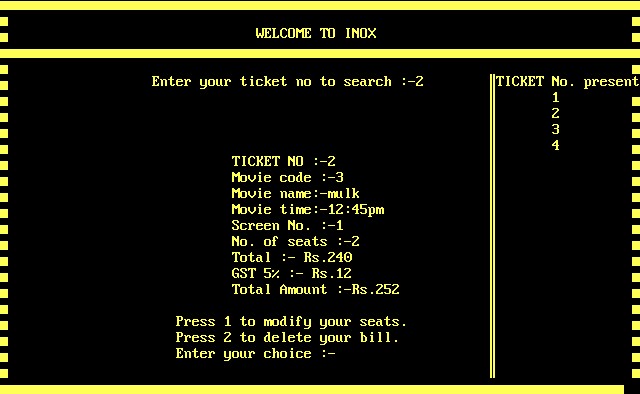 WELCOME TO INOX
Enter your ticket no to search :-2
TICKET No. present
1
2
3
4
TICKET NO :-2
Movie code :-3
Movie name:-mulk
Movie time:-12:45pm
Screen No. :-1
No. of seats :-2
Total :- Rs.240
GST 5% :- Rs.12
Total Amount :-Rs.252
Press 1 to modify your seats.
Press 2 to delete your bill.
Enter your choice :-